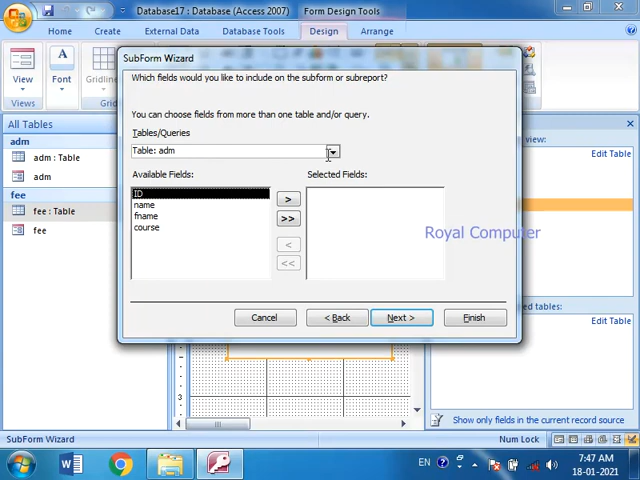 Database17 : Database (Access 2007)
Form Design Tools
Home
Create
External Data
Database Tools
Design
Arrange
View
Font
Gridlin
Views
SubForm Wizard
Which fields would you like to include on the subform or subreport?
You can choose fields from more than one table and/or query.
Tables/Queries
Table: adm
Available Fields:
Selected Fields:
ID
name
fname
course
>
>>
<
<<
Cancel
< Back
Next >
Finish
All Tables
adm
adm : Table
adm
fee
fee : Table
fee
view:
Edit Table
Royal Computer
ed tables:
Edit Table
3
Show only fields in the current record source
SubForm Wizard
Num Lock
EN
7:47 AM
18-01-2021